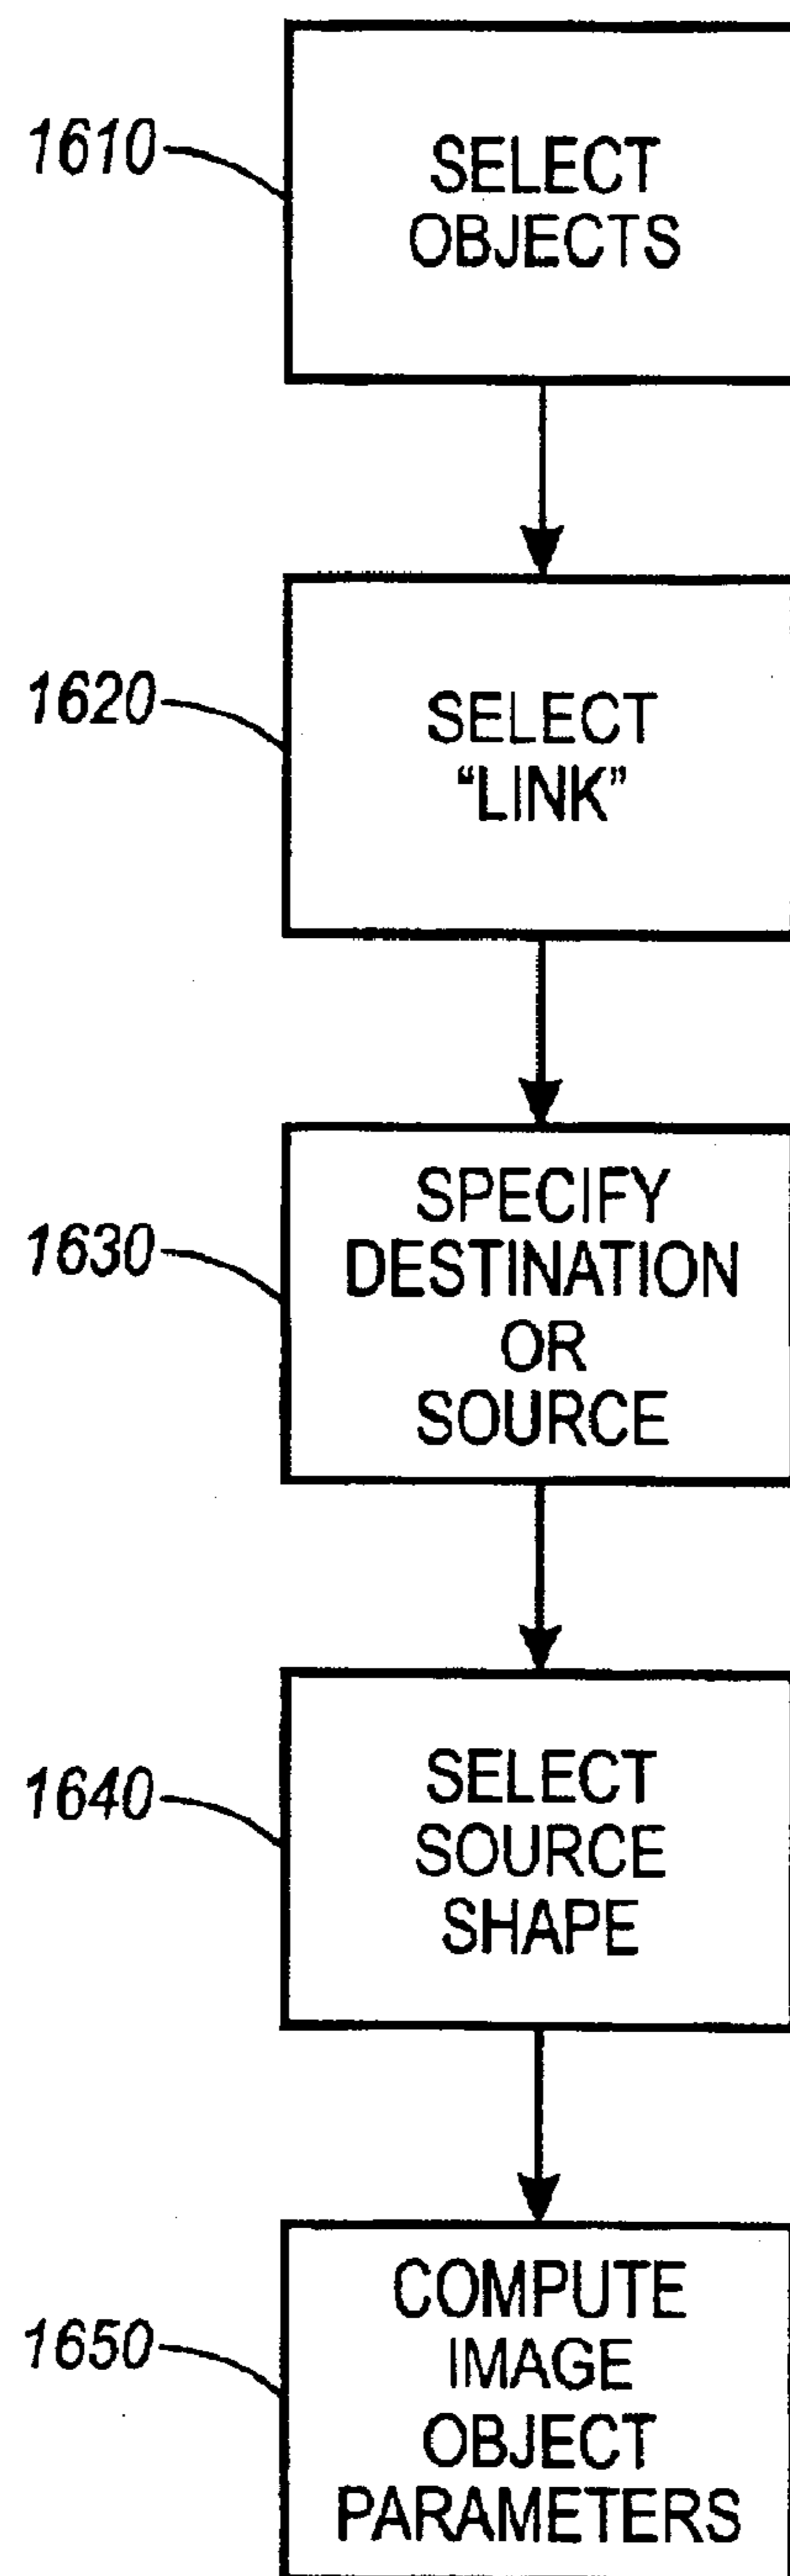 1610
SELECT
OBJECTS
1620
SELECT
“LINK”
1630
SPECIFY
DESTINATION
OR
SOURCE
1640
SELECT
SOURCE
SHAPE
1650
COMPUTE
IMAGE
OBJECT
PARAMETERS